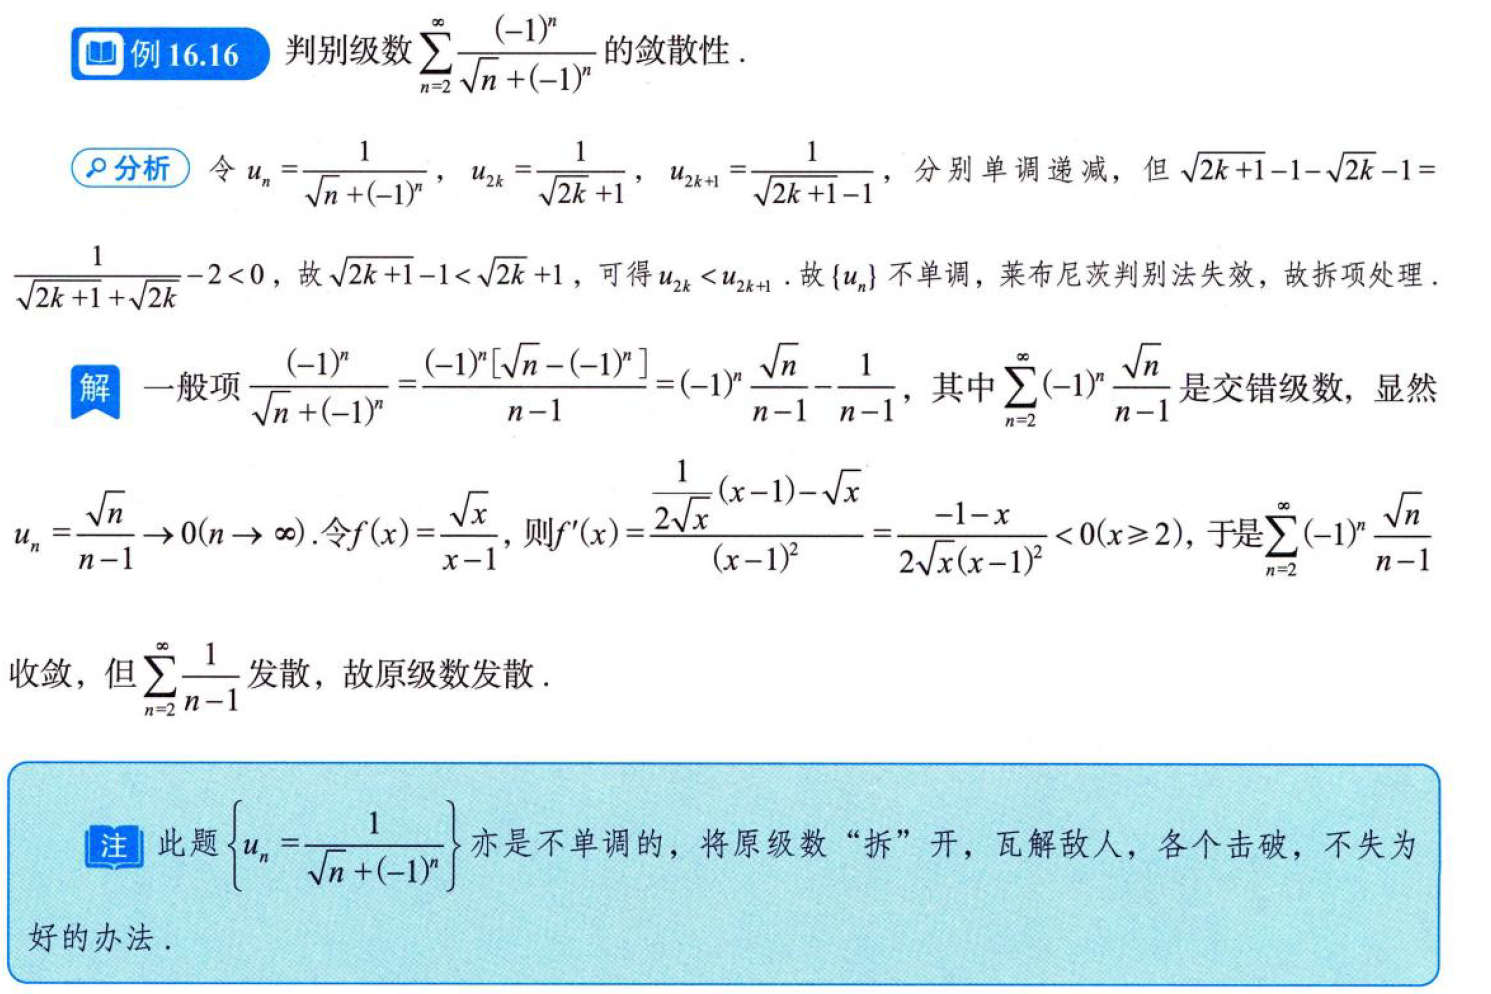 例 16.16 判别级数 $\sum_{n=2}^{\infty}\frac{(-1)^n}{\sqrt{n}+(-1)^n}$ 的敛散性.
分析 令 $u_n=\frac{1}{\sqrt{n}+(-1)^n}$, $u_{2k}=\frac{1}{\sqrt{2k}+1}$, $u_{2k+1}=\frac{1}{\sqrt{2k+1}-1}$, 分别单调递减, 但 $\sqrt{2k+1}-1-\sqrt{2k}-1=$
$\frac{1}{\sqrt{2k+1}+\sqrt{2k}}-2<0$, 故 $\sqrt{2k+1}-1<\sqrt{2k}+1$, 可得 $u_{2k}<u_{2k+1}$. 故 $\{u_n\}$ 不单调, 莱布尼茨判别法失效, 故拆项处理.
解 一般项 $\frac{(-1)^n}{\sqrt{n}+(-1)^n}=\frac{(-1)^n[\sqrt{n}-(-1)^n]}{n-1}=(-1)^n\frac{\sqrt{n}}{n-1}-\frac{1}{n-1}$, 其中 $\sum_{n=2}^{\infty}(-1)^n\frac{\sqrt{n}}{n-1}$ 是交错级数, 显然
$u_n=\frac{\sqrt{n}}{n-1}\to 0(n\to\infty)$. 令 $f(x)=\frac{\sqrt{x}}{x-1}$, 则 $f'(x)=\frac{\frac{1}{2\sqrt{x}}(x-1)-\sqrt{x}}{(x-1)^2}=\frac{-1-x}{2\sqrt{x}(x-1)^2}<0(x\geq 2)$, 于是 $\sum_{n=2}^{\infty}(-1)^n\frac{\sqrt{n}}{n-1}$
收敛, 但 $\sum_{n=2}^{\infty}\frac{1}{n-1}$ 发散, 故原级数发散.
注 此题 $\left\{u_n=\frac{1}{\sqrt{n}+(-1)^n}\right\}$ 亦是不单调的, 将原级数“拆”开, 瓦解敌人, 各个击破, 不失为
好的办法.